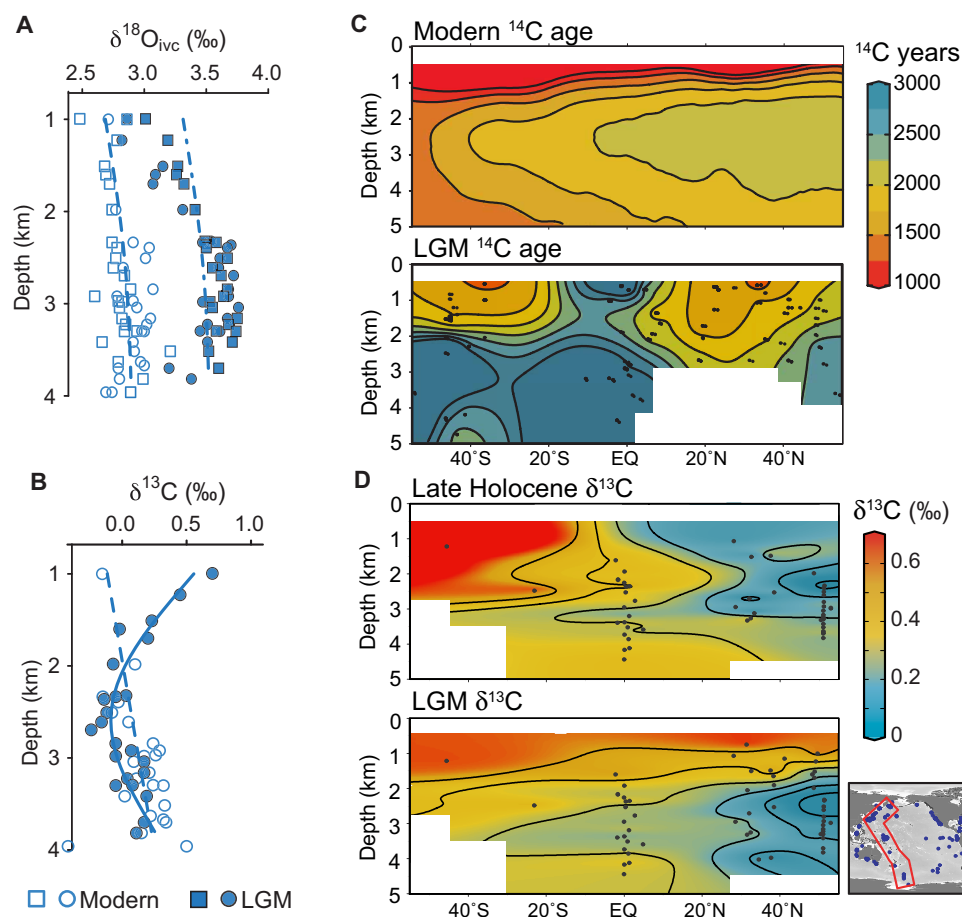 A
δ18Oivc (‰)
2.5 3.0 3.5 4.0
1
2
3
4
Depth (km)
B
δ13C (‰)
0.0 0.5 1.0
1
2
3
4
Depth (km)
Modern LGM
C
Modern 14C age
0
1
2
3
4
5
Depth (km)
LGM 14C age
0
1
2
3
4
5
Depth (km)
40°S 20°S EQ 20°N 40°N
14C years
3000
2500
2000
1500
1000
D
Late Holocene δ13C
0
1
2
3
4
5
Depth (km)
LGM δ13C
0
1
2
3
4
5
Depth (km)
40°S 20°S EQ 20°N 40°N
δ13C (‰)
0.6
0.4
0.2
0